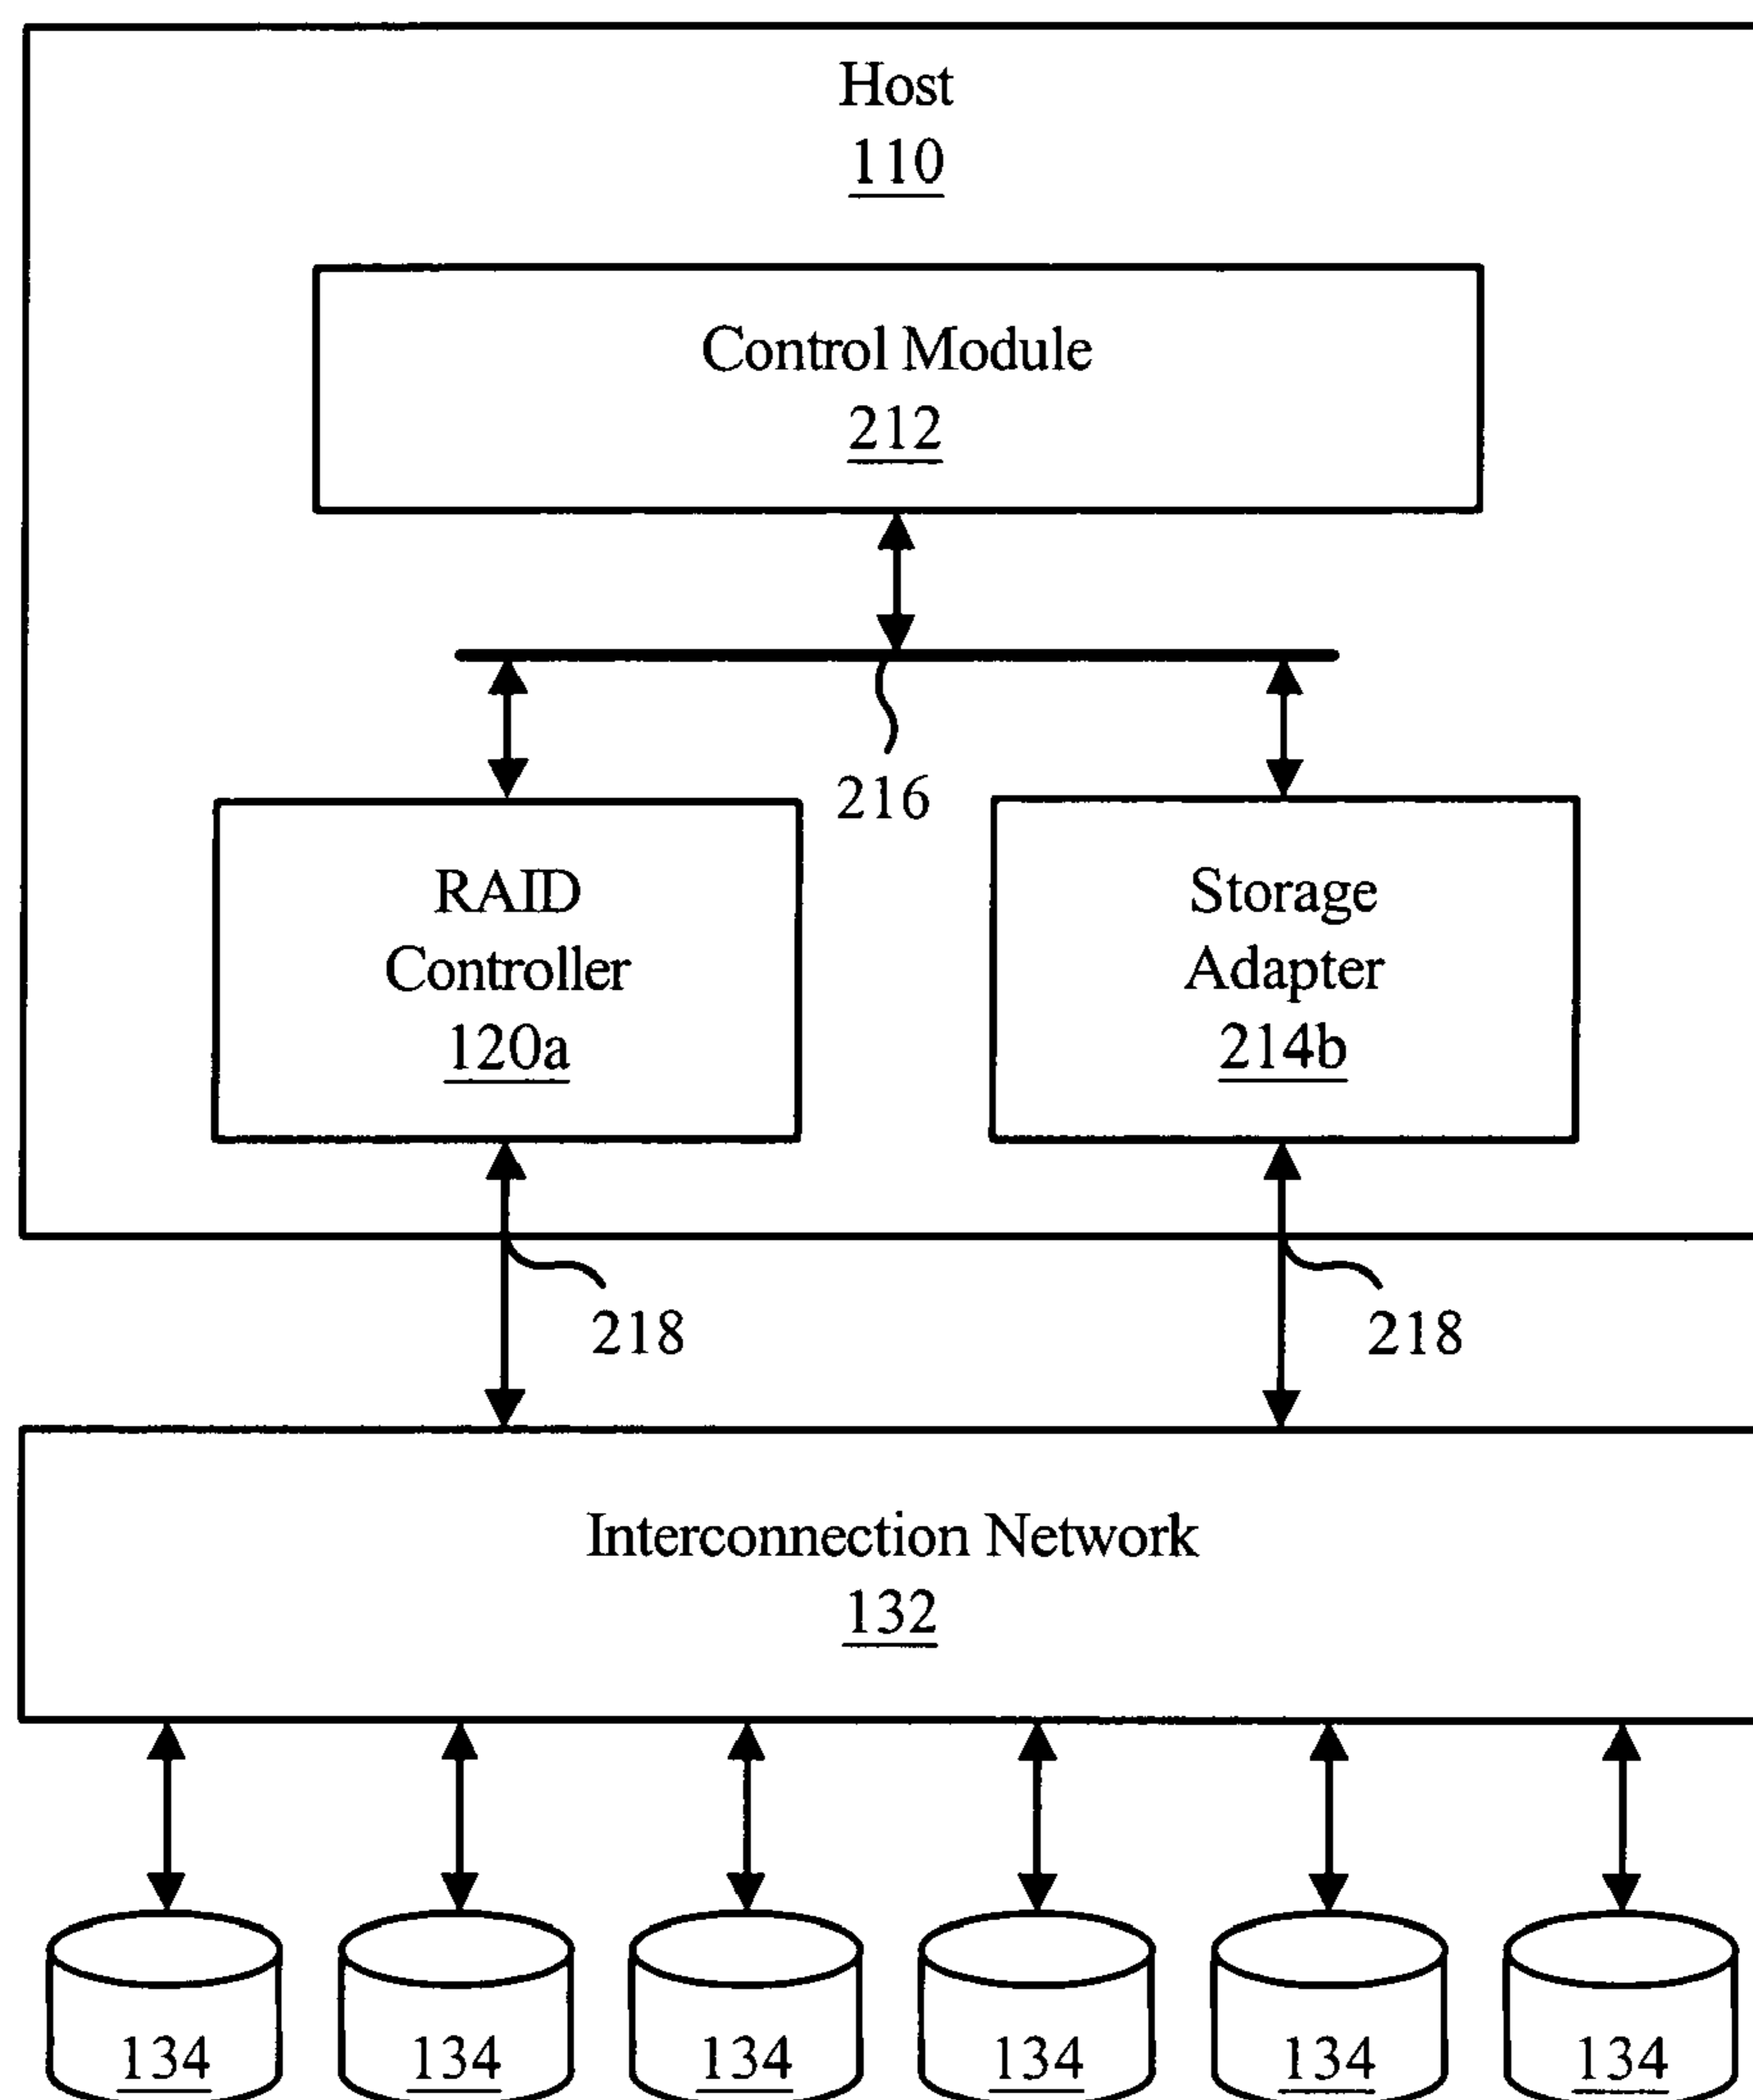 Host
110
Control Module
212
216
RAID
Controller
120a
Storage
Adapter
214b
218
218
Interconnection Network
132
134
134
134
134
134
134